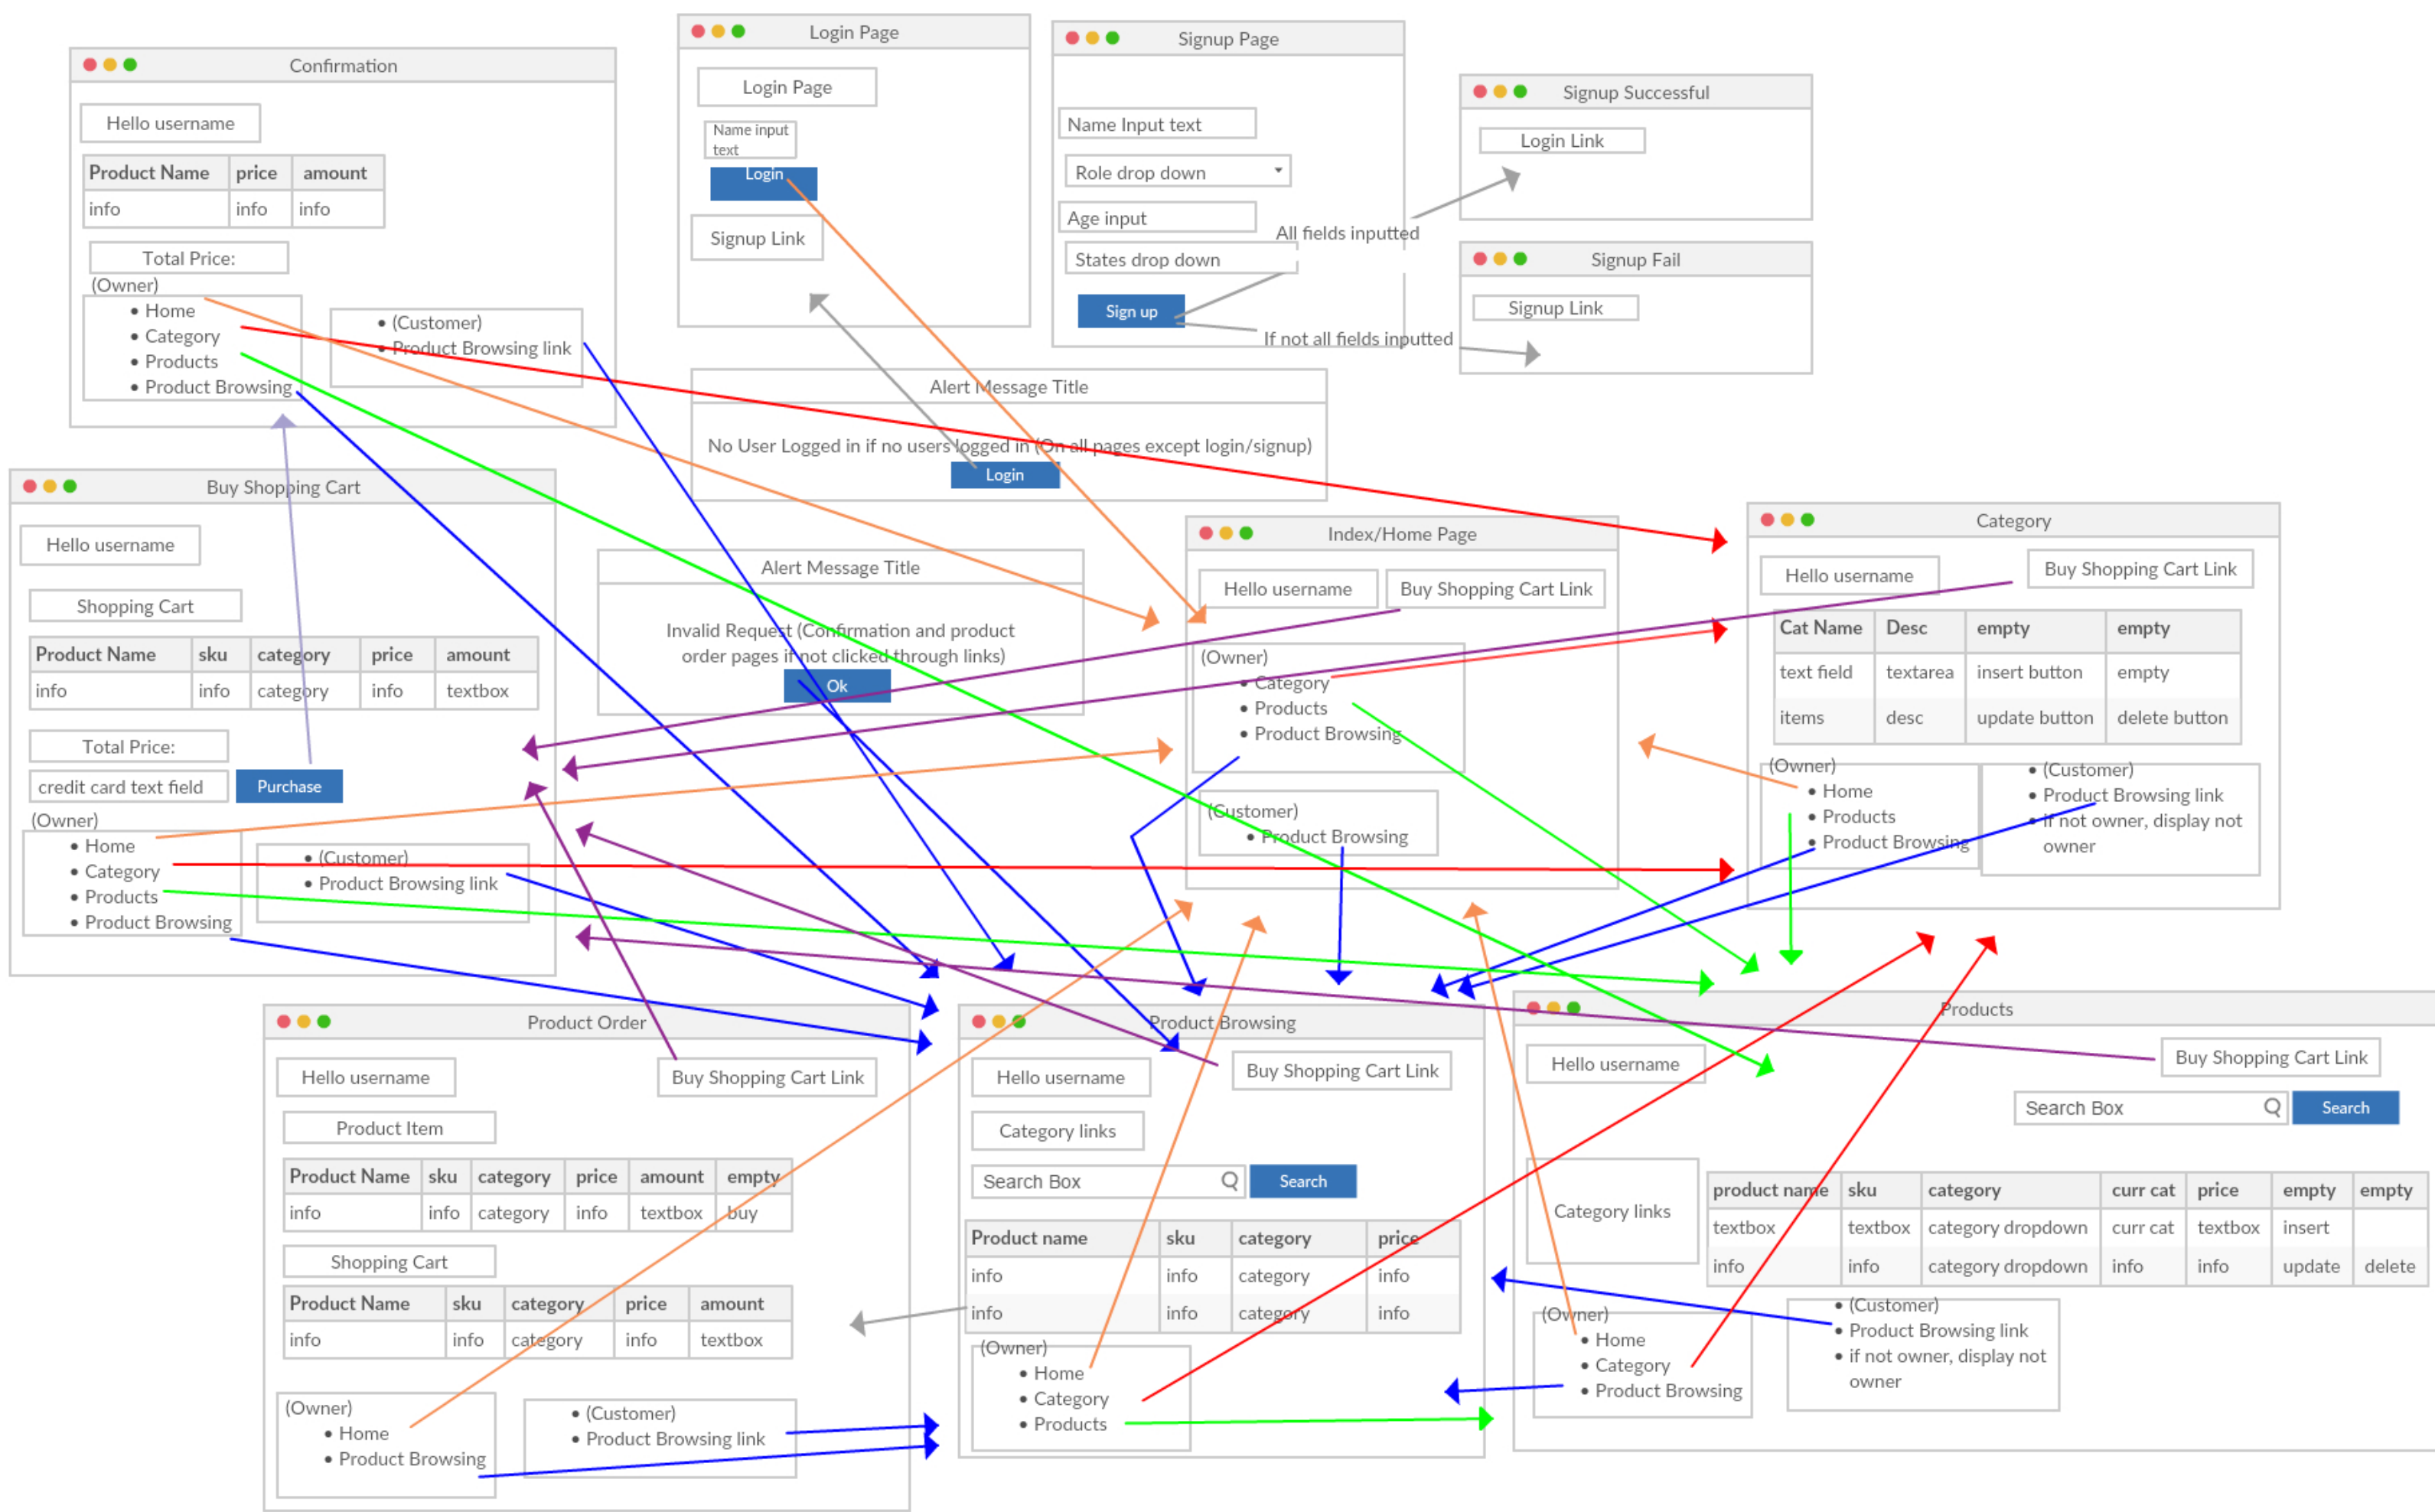 Confirmation
Hello username
Product Name price amount
info info info
Total Price:
(Owner)
• Home
• Category
• Products
• Product Browsing
• (Customer)
• Product Browsing link
Login Page
Login Page
Name input
text
Login
Signup Link
Signup Page
Name Input text
Role drop down
Age input
States drop down
Sign up
All fields inputted
If not all fields inputted
Signup Successful
Login Link
Signup Fail
Signup Link
Alert Message Title
No User Logged in if no users logged in (On all pages except login/signup)
Login
Buy Shopping Cart
Hello username
Shopping Cart
Product Name sku category price amount
info info category info textbox
Total Price:
credit card text field Purchase
(Owner)
• Home
• Category
• Products
• Product Browsing
• (Customer)
• Product Browsing link
Alert Message Title
Invalid Request (Confirmation and product
order pages if not clicked through links)
Ok
Index/Home Page
Hello username Buy Shopping Cart Link
(Owner)
• Category
• Products
• Product Browsing
(Customer)
• Product Browsing
Category
Hello username Buy Shopping Cart Link
Cat Name Desc empty empty
text field textarea insert button empty
items desc update button delete button
(Owner)
• Home
• Products
• Product Browsing
• (Customer)
• Product Browsing link
• if not owner, display not
owner
Product Order
Hello username Buy Shopping Cart Link
Product Item
Product Name sku category price amount empty
info info category info textbox buy
Shopping Cart
Product Name sku category price amount
info info category info textbox
(Owner)
• Home
• Product Browsing
• (Customer)
• Product Browsing link
Product Browsing
Hello username Buy Shopping Cart Link
Category links
Search Box Search
Product name sku category price
info info category info
info info category info
(Owner)
• Home
• Category
• Products
Products
Hello username Buy Shopping Cart Link
Search Box Search
Category links
product name sku category curr cat price empty empty
textbox textbox category dropdown curr cat textbox insert
info info category dropdown info info update delete
(Owner)
• Home
• Category
• Product Browsing
• (Customer)
• Product Browsing link
• if not owner, display not
owner